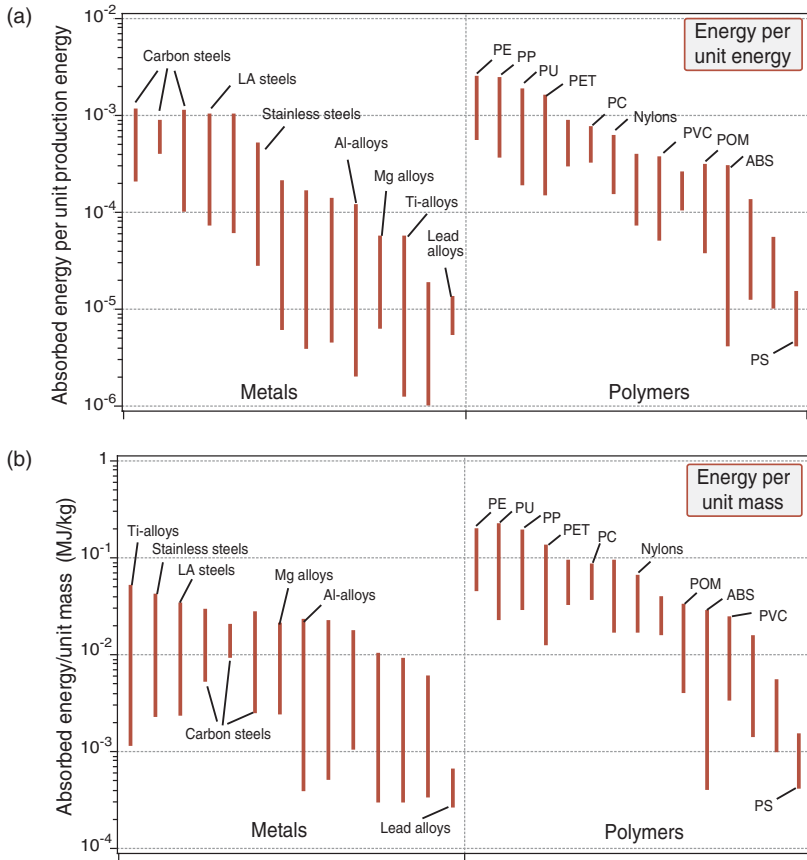 (a)
Absorbed energy per unit production energy
10⁻²
10⁻³
10⁻⁴
10⁻⁵
10⁻⁶
Energy per
unit energy
Carbon steels
LA steels
Stainless steels
Al-alloys
Mg alloys
Ti-alloys
Lead
alloys
Metals
PE
PP
PU
PET
PC
Nylons
PVC
POM
ABS
PS
Polymers
(b)
Absorbed energy/unit mass (MJ/kg)
1
10⁻¹
10⁻²
10⁻³
10⁻⁴
Energy per
unit mass
Ti-alloys
Stainless steels
LA steels
Carbon steels
Mg alloys
Al-alloys
Lead alloys
Metals
PE
PU
PP
PET
PC
Nylons
POM
ABS
PVC
PS
Polymers